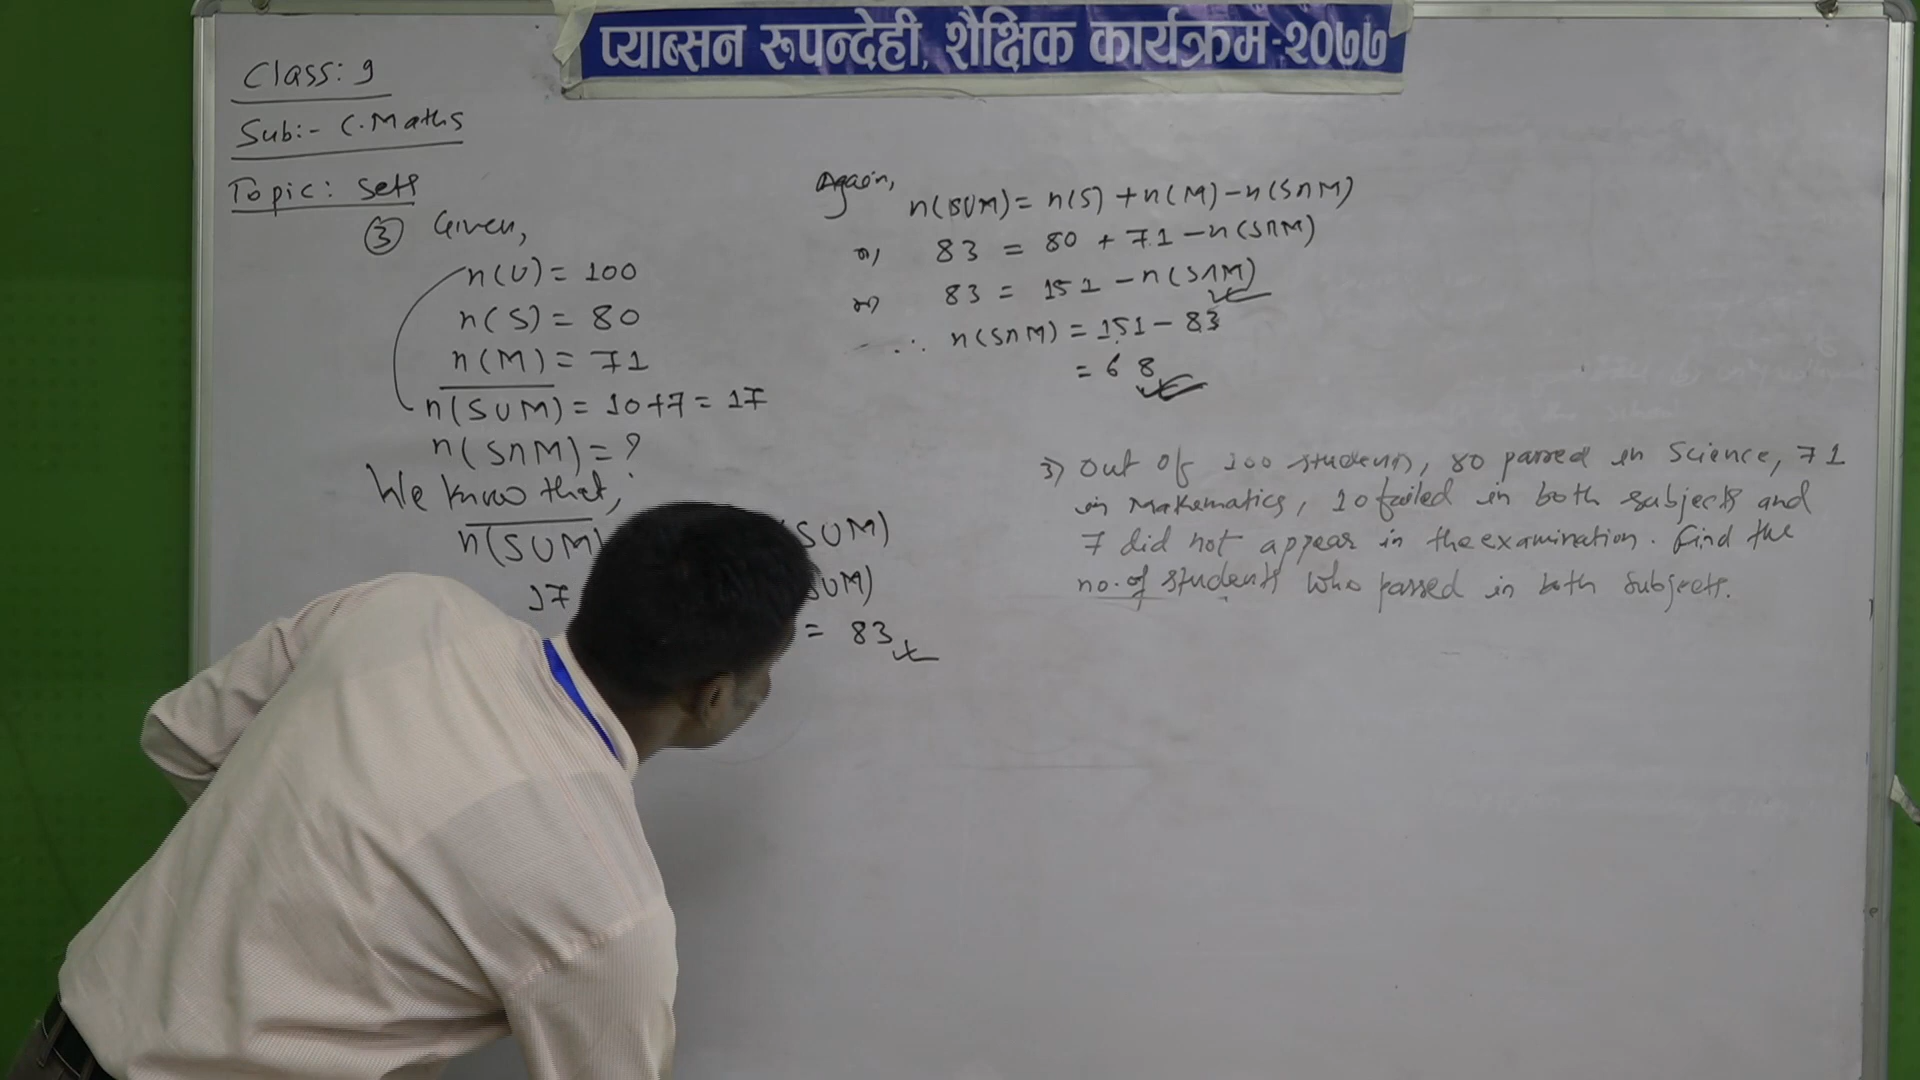 प्याब्सन रूपन्देही, शैक्षिक कार्यक्रम-२०७७
Class: 9
Sub:- C.Maths
Topic: Sets
③ Given,
n(U) = 100
n(S) = 80
n(M) = 71
n(S∪M) = 10+7 = 17
n(S∩M) = ?
We know that,
n(S∪M) S∪M)
17 S∪M)
= 83
Again,
n(S∪M) = n(S) + n(M) - n(S∩M)
or, 83 = 80 + 71 - n(S∩M)
or, 83 = 151 - n(S∩M)
∴ n(S∩M) = 151 - 83
= 68
3) Out of 100 students, 80 passed in Science, 71
in Mathematics, 10 failed in both subjects and
7 did not appear in the examination. Find the
no. of students who passed in both subjects.